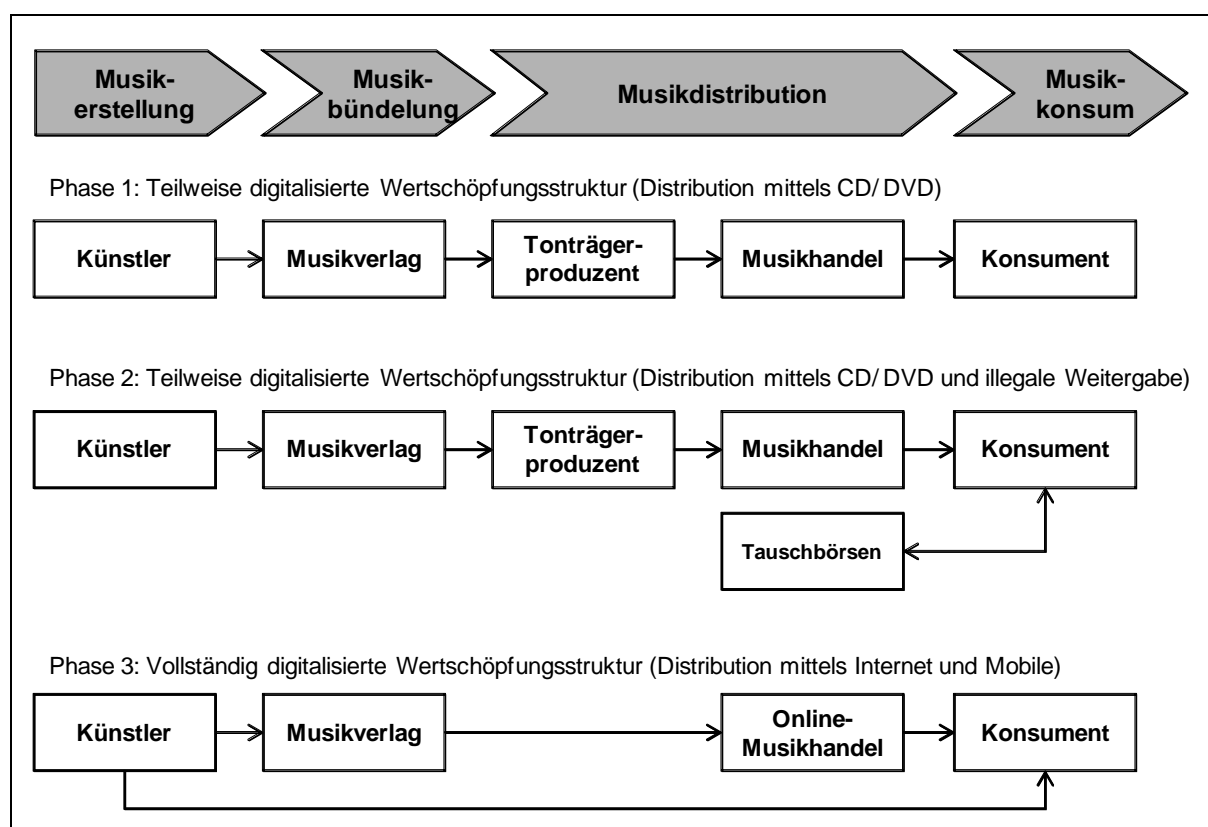 Musik-
erstellung
Musik-
bündelung
Musikdistribution
Musik-
konsum
Phase 1: Teilweise digitalisierte Wertschöpfungsstruktur (Distribution mittels CD/ DVD)
Künstler
Musikverlag
Tonträger-
produzent
Musikhandel
Konsument
Phase 2: Teilweise digitalisierte Wertschöpfungsstruktur (Distribution mittels CD/ DVD und illegale Weitergabe)
Künstler
Musikverlag
Tonträger-
produzent
Musikhandel
Konsument
Tauschbörsen
Phase 3: Vollständig digitalisierte Wertschöpfungsstruktur (Distribution mittels Internet und Mobile)
Künstler
Musikverlag
Online-
Musikhandel
Konsument